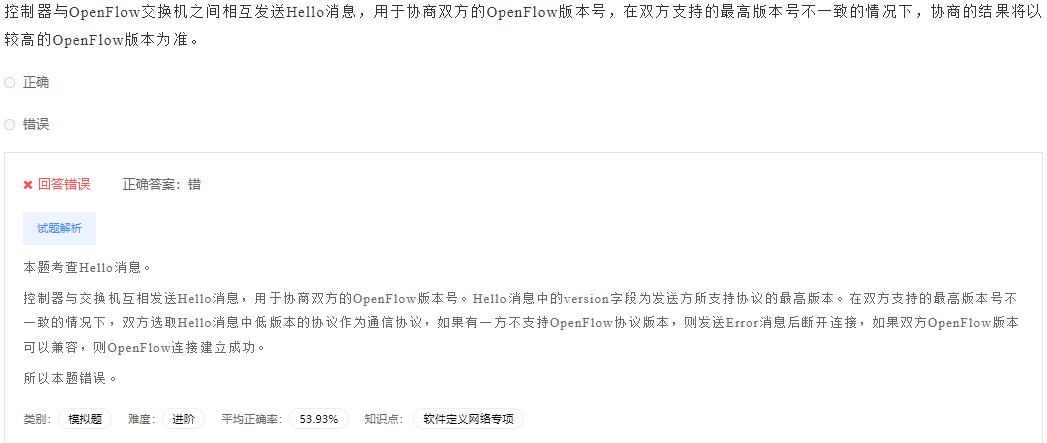 控制器与OpenFlow交换机之间相互发送Hello消息，用于协商双方的OpenFlow版本号，在双方支持的最高版本号不一致的情况下，协商的结果将以
较高的OpenFlow版本为准。
正确
错误
回答错误 正确答案：错
试题解析
本题考查Hello消息。
控制器与交换机互相发送Hello消息，用于协商双方的OpenFlow版本号。Hello消息中的version字段为发送方所支持协议的最高版本。在双方支持的最高版本号不
一致的情况下，双方选取Hello消息中低版本的协议作为通信协议，如果有一方不支持OpenFlow协议版本，则发送Error消息后断开连接，如果双方OpenFlow版本
可以兼容，则OpenFlow连接建立成功。
所以本题错误。
类别： 模拟题 难度： 进阶 平均正确率： 53.93% 知识点： 软件定义网络专项